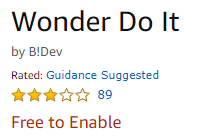 Wonder Do It
by B!Dev
Rated: Guidance Suggested
89
Free to Enable